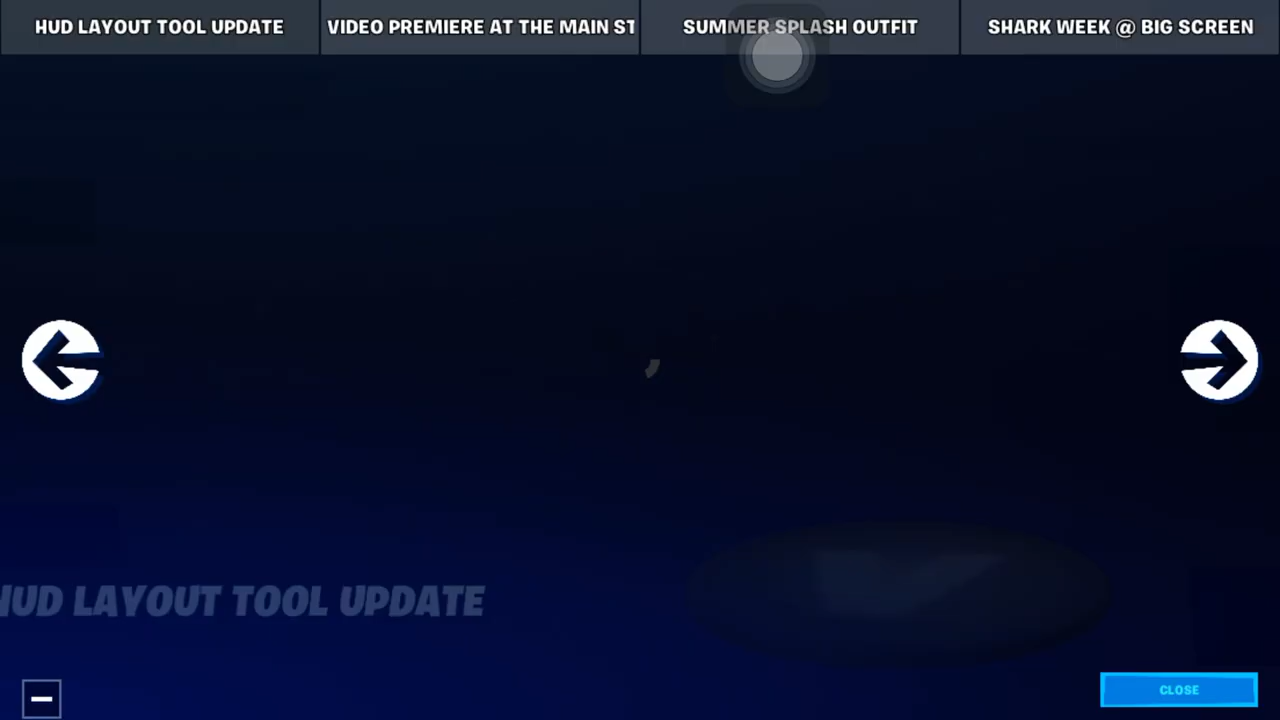 HUD LAYOUT TOOL UPDATE
VIDEO PREMIERE AT THE MAIN ST
SUMMER SPLASH OUTFIT
SHARK WEEK @ BIG SCREEN
HUD LAYOUT TOOL UPDATE
CLOSE